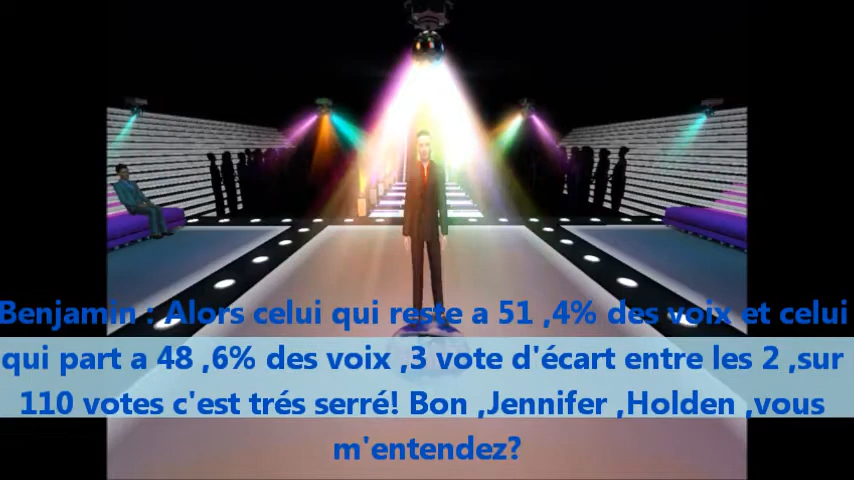 Benjamin : Alors celui qui reste a 51 ,4% des voix et celui
qui part a 48 ,6% des voix ,3 vote d'écart entre les 2 ,sur
110 votes c'est trés serré! Bon ,Jennifer ,Holden ,vous
m'entendez?